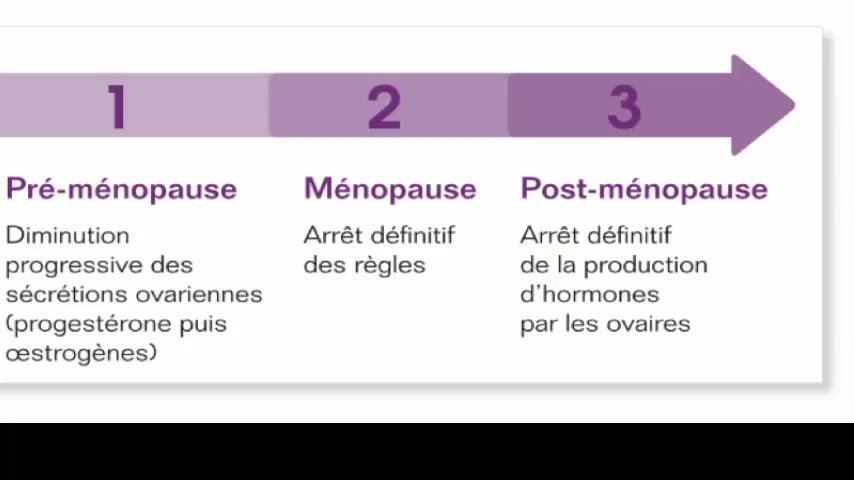 1
2
3
Pré-ménopause
Diminution
progressive des
sécrétions ovariennes
(progestérone puis
œstrogènes)
Ménopause
Arrêt définitif
des règles
Post-ménopause
Arrêt définitif
de la production
d'hormones
par les ovaires